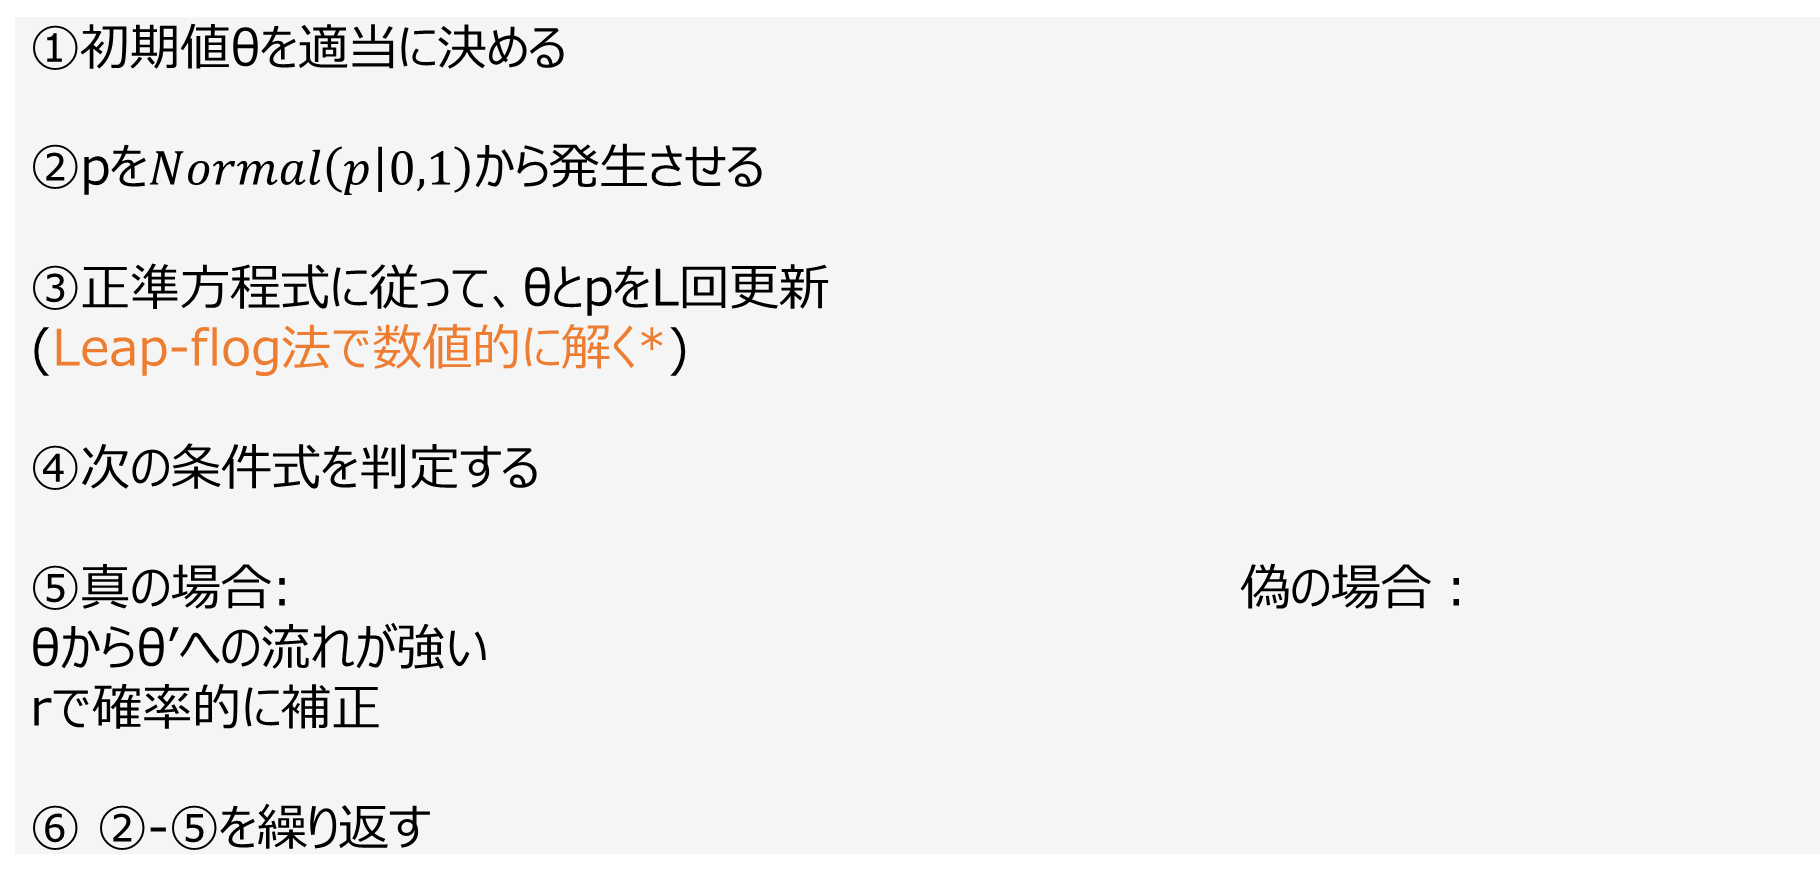 ①初期値θを適当に決める
②pをNormal(p|0,1)から発生させる
③正準方程式に従って、θとpをL回更新
(Leap-flog法で数値的に解く*)
④次の条件式を判定する
⑤真の場合: 偽の場合：
θからθ’への流れが強い
rで確率的に補正
⑥ ②-⑤を繰り返す